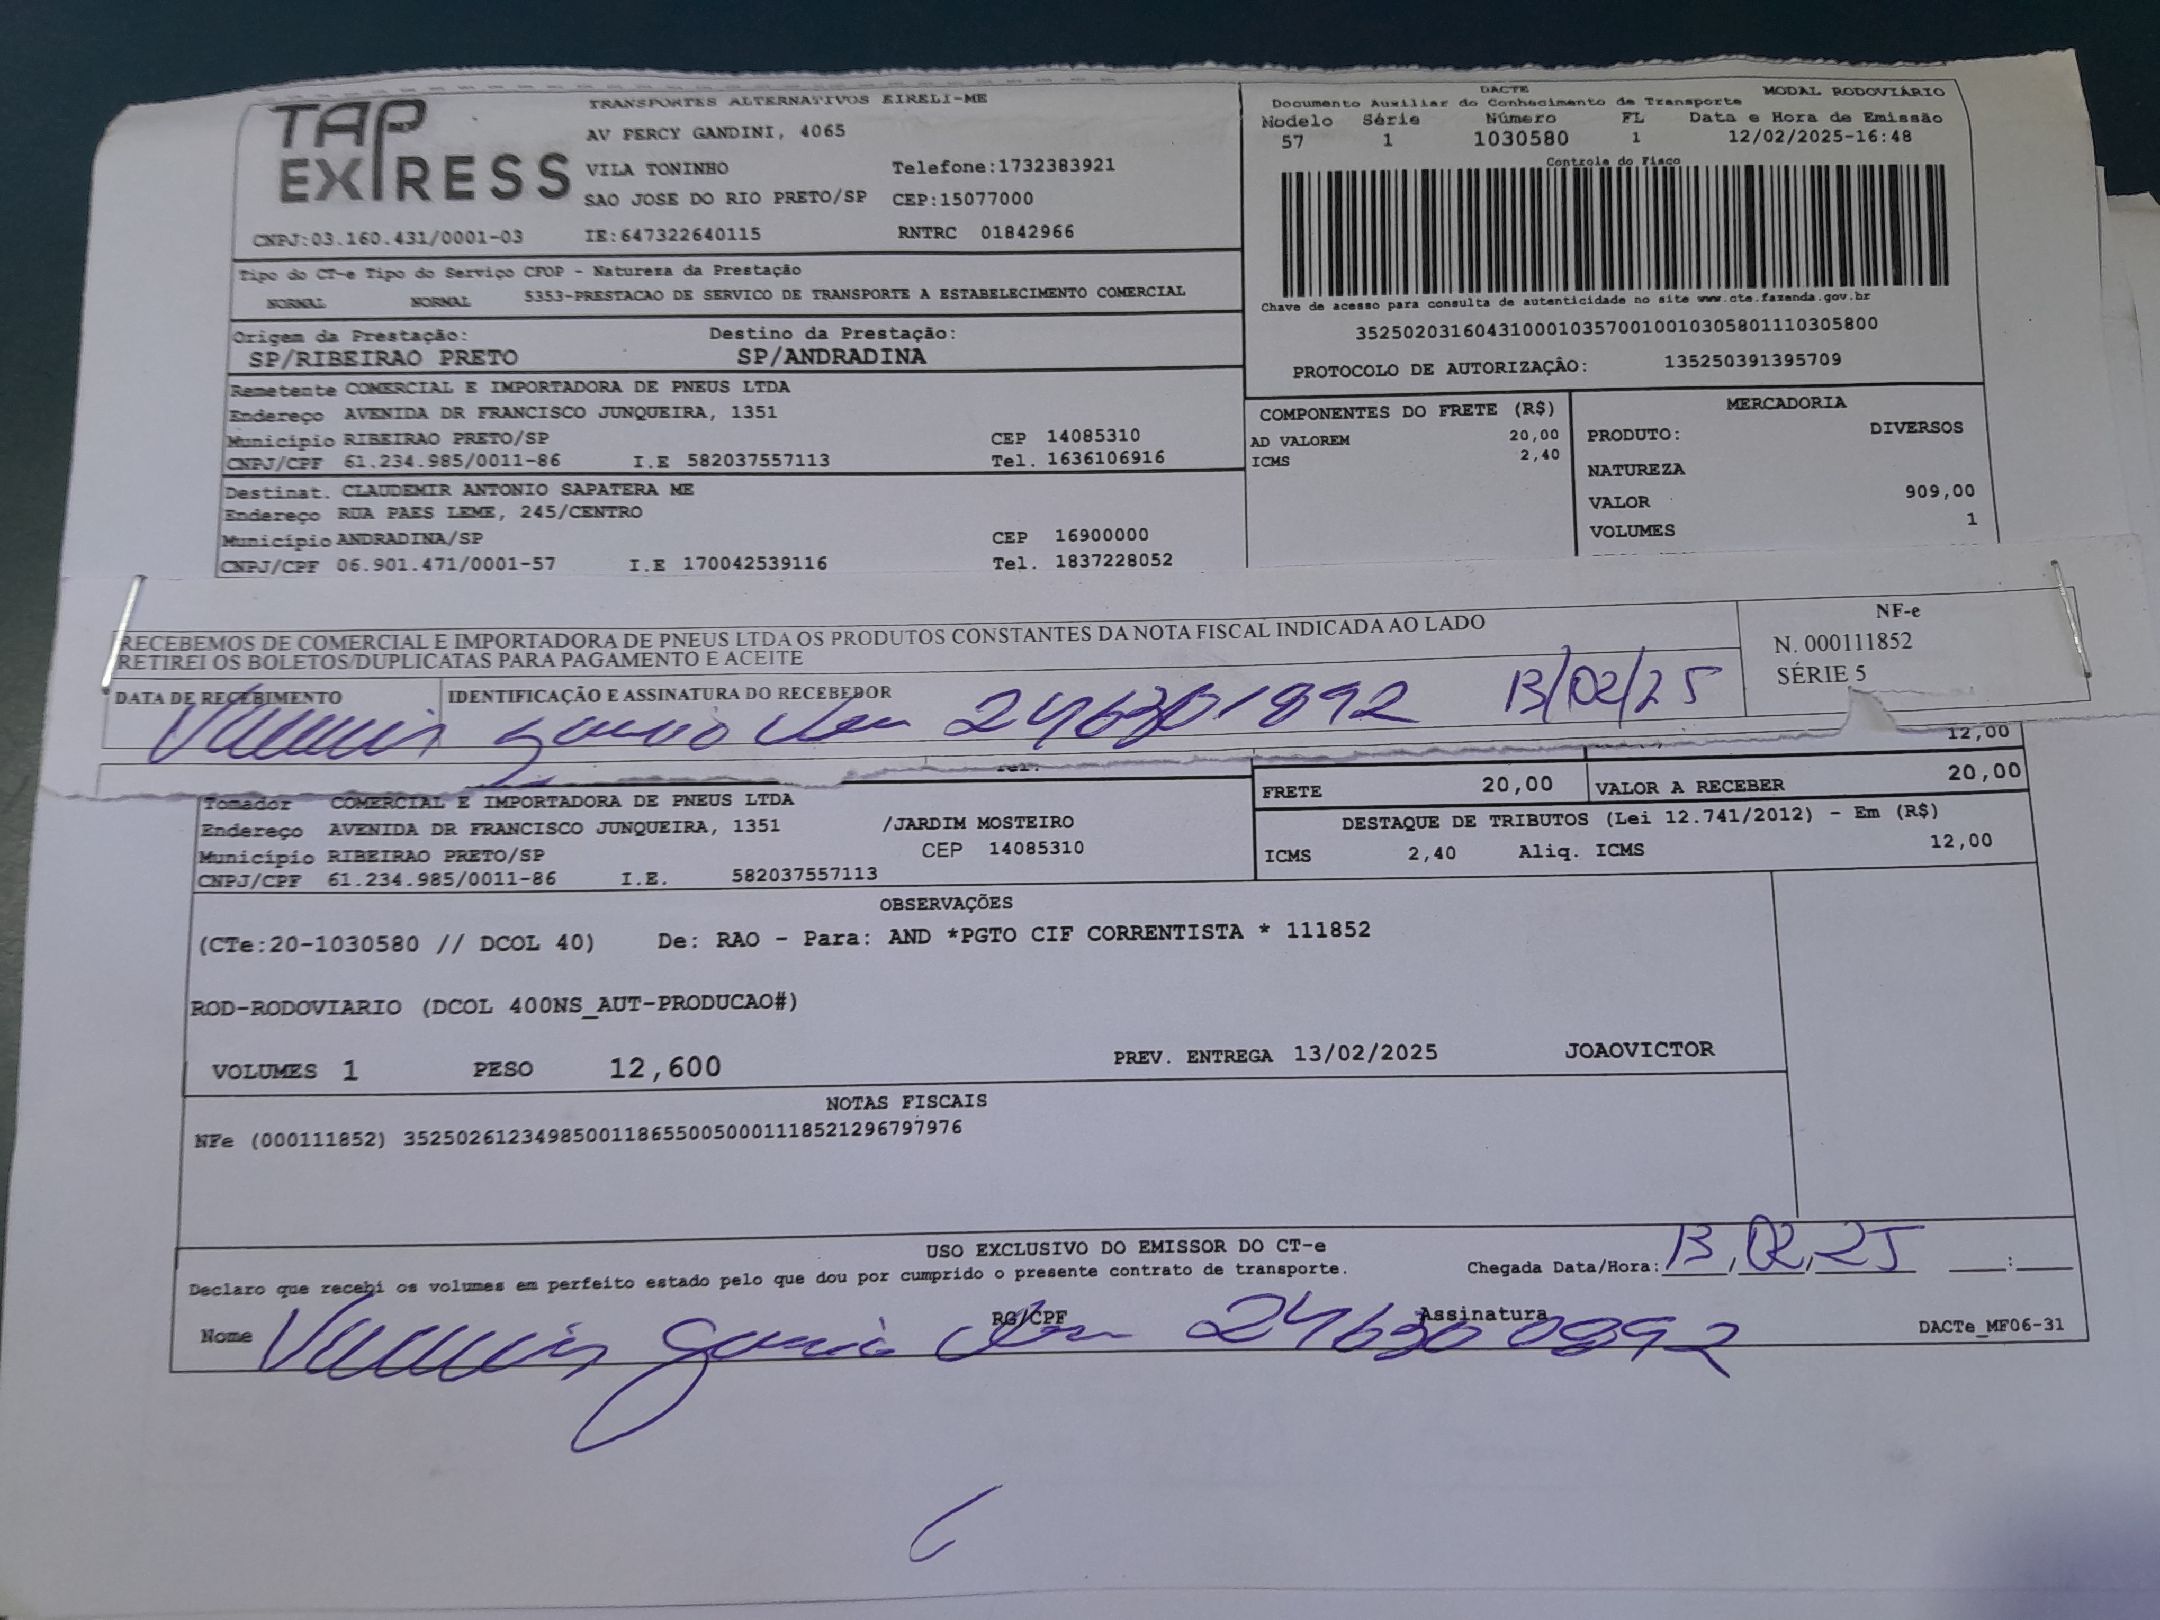 TAP EXPRESS
TRANSPORTES ALTERNATIVOS EIRELI-ME
AV PERCY GANDINI, 4065
VILA TONINHO Telefone:1732383921
SAO JOSE DO RIO PRETO/SP CEP:15077000
CNPJ:03.160.431/0001-03 IE:647322640115 RNTRC 01842966
DACTE MODAL RODOVIÁRIO
Documento Auxiliar do Conhecimento de Transporte
Modelo Série Número FL Data e Hora de Emissão
57 1 1030580 1 12/02/2025-16:48
Controle do Fisco
Chave de acesso para consulta de autenticidade no site www.cte.fazenda.gov.br
35250203160431000103570010010305801110305800
PROTOCOLO DE AUTORIZAÇÃO: 135250391395709
Tipo do CT-e Tipo do Serviço CFOP - Natureza da Prestação
NORMAL NORMAL 5353-PRESTACAO DE SERVICO DE TRANSPORTE A ESTABELECIMENTO COMERCIAL
Origem da Prestação: Destino da Prestação:
SP/RIBEIRAO PRETO SP/ANDRADINA
Remetente COMERCIAL E IMPORTADORA DE PNEUS LTDA
Endereço AVENIDA DR FRANCISCO JUNQUEIRA, 1351
Município RIBEIRAO PRETO/SP CEP 14085310
CNPJ/CPF 61.234.985/0011-86 I.E 582037557113 Tel. 1636106916
Destinat. CLAUDEMIR ANTONIO SAPATERA ME
Endereço RUA PAES LEME, 245/CENTRO
Município ANDRADINA/SP CEP 16900000
CNPJ/CPF 06.901.471/0001-57 I.E 170042539116 Tel. 1837228052
COMPONENTES DO FRETE (R$)
AD VALOREM 20,00
ICMS 2,40
MERCADORIA
PRODUTO: DIVERSOS
NATUREZA
VALOR 909,00
VOLUMES 1
RECEBEMOS DE COMERCIAL E IMPORTADORA DE PNEUS LTDA OS PRODUTOS CONSTANTES DA NOTA FISCAL INDICADA AO LADO
RETIREI OS BOLETOS/DUPLICATAS PARA PAGAMENTO E ACEITE
DATA DE RECEBIMENTO IDENTIFICAÇÃO E ASSINATURA DO RECEBEDOR
13/02/25
NF-e
N. 000111852
SÉRIE 5
12,00
FRETE 20,00 VALOR A RECEBER 20,00
Tomador COMERCIAL E IMPORTADORA DE PNEUS LTDA
Endereço AVENIDA DR FRANCISCO JUNQUEIRA, 1351 /JARDIM MOSTEIRO
Município RIBEIRAO PRETO/SP CEP 14085310
CNPJ/CPF 61.234.985/0011-86 I.E. 582037557113
DESTAQUE DE TRIBUTOS (Lei 12.741/2012) - Em (R$)
ICMS 2,40 Aliq. ICMS 12,00
OBSERVAÇÕES
(CTe:20-1030580 // DCOL 40) De: RAO - Para: AND *PGTO CIF CORRENTISTA * 111852
ROD-RODOVIARIO (DCOL 400NS_AUT-PRODUCAO#)
VOLUMES 1 PESO 12,600 PREV. ENTREGA 13/02/2025 JOAOVICTOR
NOTAS FISCAIS
NFe (000111852) 35250261234985001186550050001118521296797976
USO EXCLUSIVO DO EMISSOR DO CT-e
Declaro que recebi os volumes em perfeito estado pelo que dou por cumprido o presente contrato de transporte. Chegada Data/Hora: 13,02,25 :
Nome RG/CPF Assinatura
DACTe_MF06-31